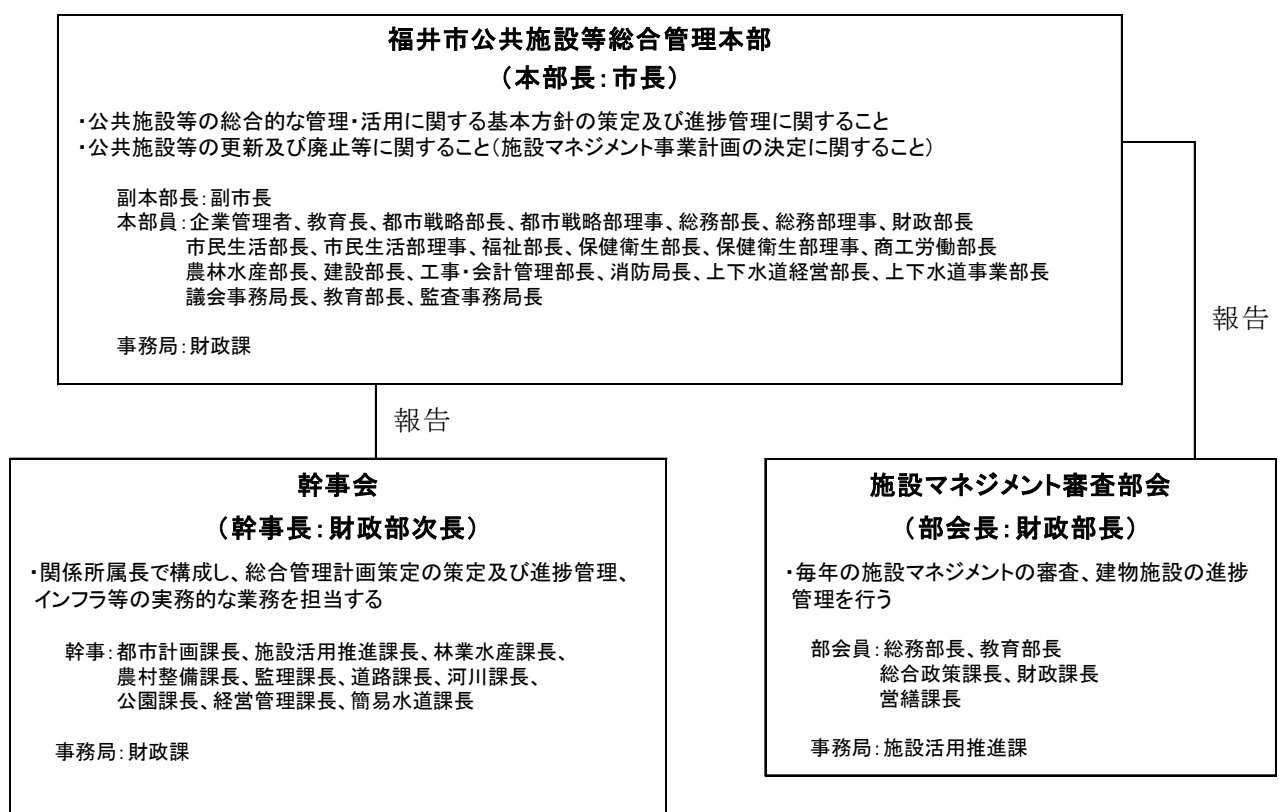 福井市公共施設等総合管理本部
（本部長：市長）
・公共施設等の総合的な管理・活用に関する基本方針の策定及び進捗管理に関すること
・公共施設等の更新及び廃止等に関すること（施設マネジメント事業計画の決定に関すること）
副本部長：副市長
本部員：企業管理者、教育長、都市戦略部長、都市戦略部理事、総務部長、総務部理事、財政部長
市民生活部長、市民生活部理事、福祉部長、保健衛生部長、保健衛生部理事、商工労働部長
農林水産部長、建設部長、工事・会計管理部長、消防局長、上下水道経営部長、上下水道事業部長
議会事務局長、教育部長、監査事務局長
事務局：財政課
報告
報告
幹事会
（幹事長：財政部次長）
・関係所属長で構成し、総合管理計画策定の策定及び進捗管理、
インフラ等の実務的な業務を担当する
幹事：都市計画課長、施設活用推進課長、林業水産課長、
農村整備課長、監理課長、道路課長、河川課長、
公園課長、経営管理課長、簡易水道課長
事務局：財政課
施設マネジメント審査部会
（部会長：財政部長）
・毎年の施設マネジメントの審査、建物施設の進捗
管理を行う
部会員：総務部長、教育部長
総合政策課長、財政課長
営繕課長
事務局：施設活用推進課